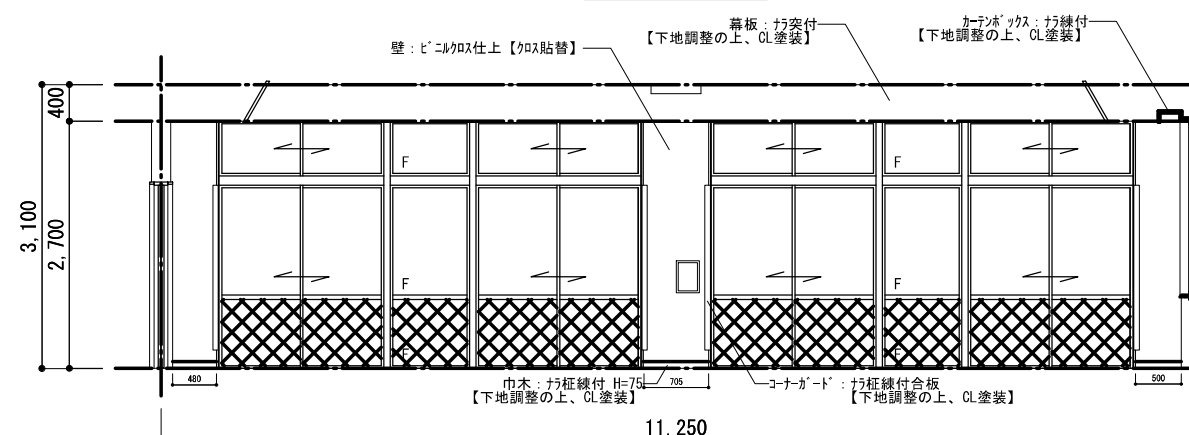 幕板：ﾅﾗ突付
【下地調整の上、CL塗装】
ｶｰﾃﾝﾎﾞｯｸｽ：ﾅﾗ練付
【下地調整の上、CL塗装】
壁：ﾋﾞﾆﾙｸﾛｽ仕上【ｸﾛｽ貼替】
400
3,100
2,700
F
F
F
F
F
F
480
巾木：ﾅﾗ柾練付 H=75
【下地調整の上、CL塗装】
705
ｺｰﾅｰｶﾞｰﾄﾞ：ﾅﾗ柾練付合板
【下地調整の上、CL塗装】
500
11,250